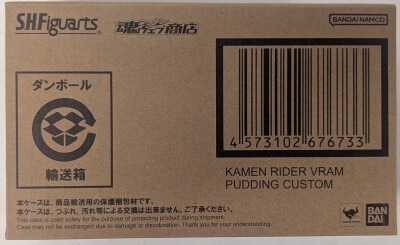 S.H.Figuarts
魂ウェブ商店
BANDAI NAMCO
ダンボール
輸送箱
4 573102 676733
KAMEN RIDER VRAM
PUDDING CUSTOM
本ケースは、商品輸送用の保護梱包材です。
本ケースは、つぶれ、汚れ等による交換は出来ません。ご了承ください。
This case is used solely for the purpose of protecting product during shipment.
Case may not be exchanged due to damage or discoloration. Thank you for your understanding.
BAN
DAI